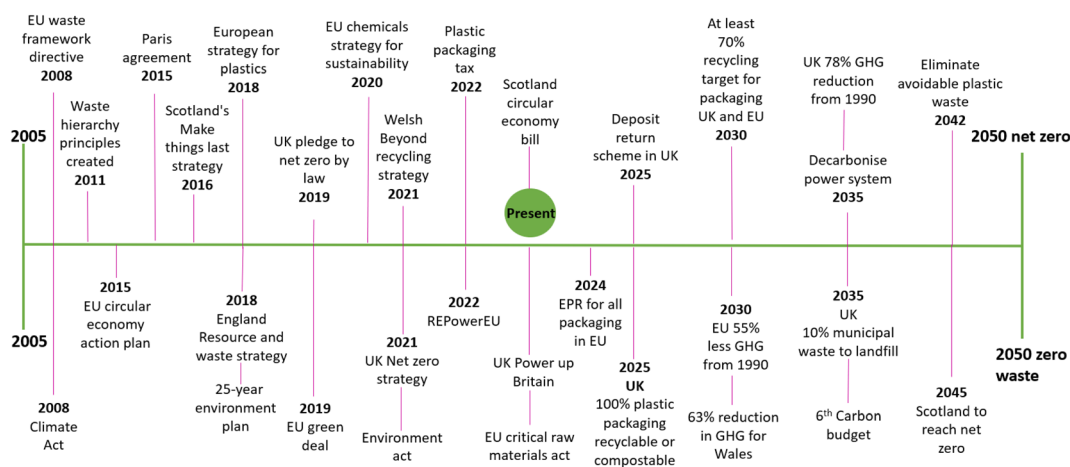 EU waste
framework
directive
2008
Waste
hierarchy
principles
created
2011
Paris
agreement
2015
Scotland's
Make
things last
strategy
2016
European
strategy for
plastics
2018
UK pledge to
net zero by
law
2019
EU chemicals
strategy for
sustainability
2020
Welsh
Beyond
recycling
strategy
2021
Plastic
packaging
tax
2022
Scotland
circular
economy
bill
Deposit
return
scheme in UK
2025
At least
70%
recycling
target for
packaging
UK and EU
2030
UK 78% GHG
reduction
from 1990
Decarbonise
power system
2035
Eliminate
avoidable plastic
waste
2042
2005
2050 net zero
Present
2005
2050 zero
waste
2008
Climate
Act
2015
EU circular
economy
action plan
2018
England
Resource and
waste strategy
25-year
environment
plan
2019
EU green
deal
2021
UK Net zero
strategy
Environment
act
2022
REPowerEU
UK Power up
Britain
EU critical raw
materials act
2024
EPR for all
packaging
in EU
2025
UK
100% plastic
packaging
recyclable or
compostable
2030
EU 55%
less GHG
from 1990
63% reduction
in GHG for
Wales
2035
UK
10% municipal
waste to landfill
6th Carbon
budget
2045
Scotland to
reach net
zero